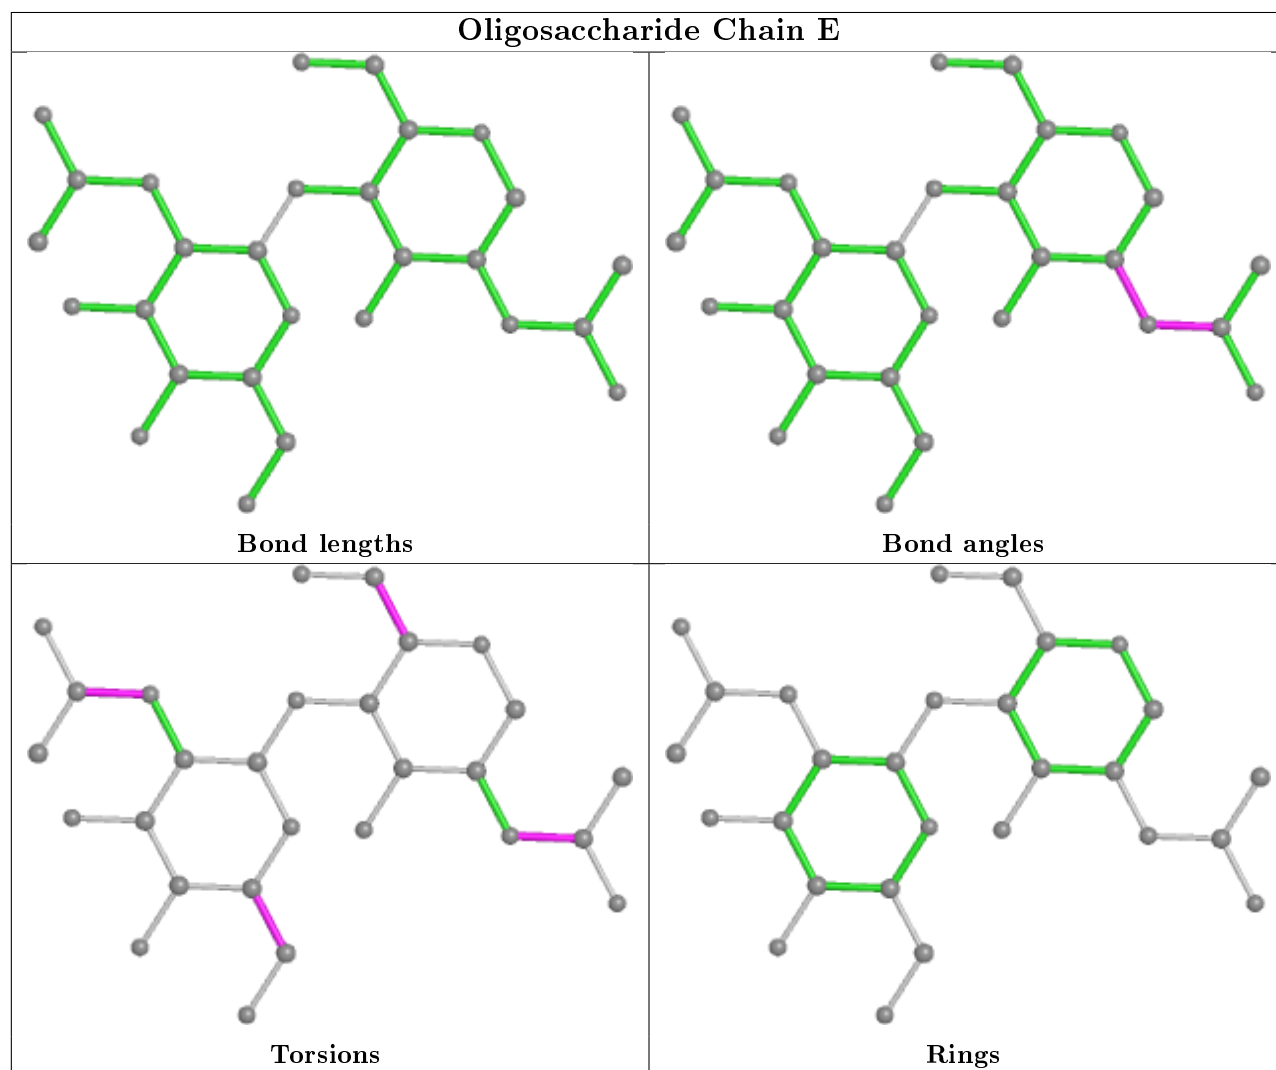 Oligosaccharide Chain E
Bond lengths
Bond angles
Torsions
Rings